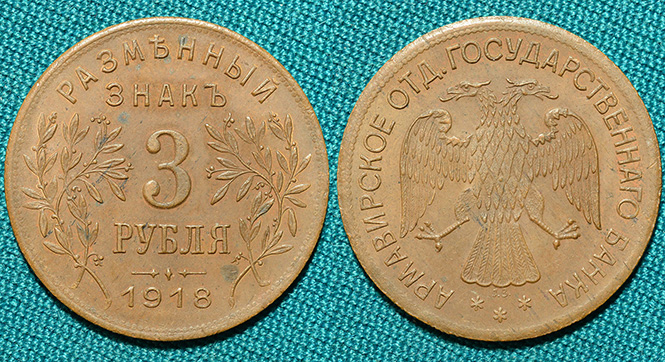 РАЗМѢННЫЙ
ЗНАКЪ
3
РУБЛЯ
1918
АРМАВИРСКОЕ ОТД. ГОСУДАРСТВЕННАГО БАНКА